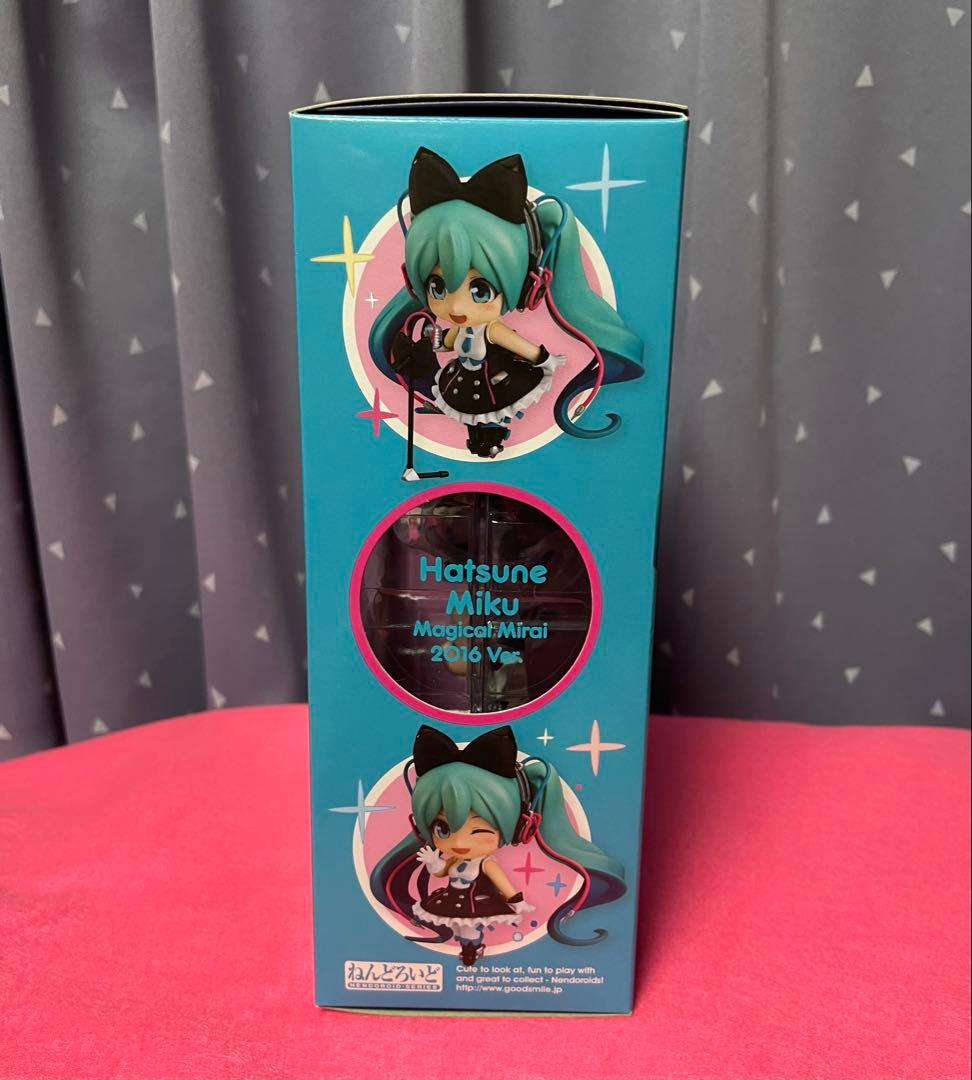 Hatsune
Miku
Magical Mirai
2016 Ver.
ねんどろいど
NENDOROID-SERIES
Cute to look at, fun to play with
and great to collect - Nendoroids!
http://www.goodsmile.jp